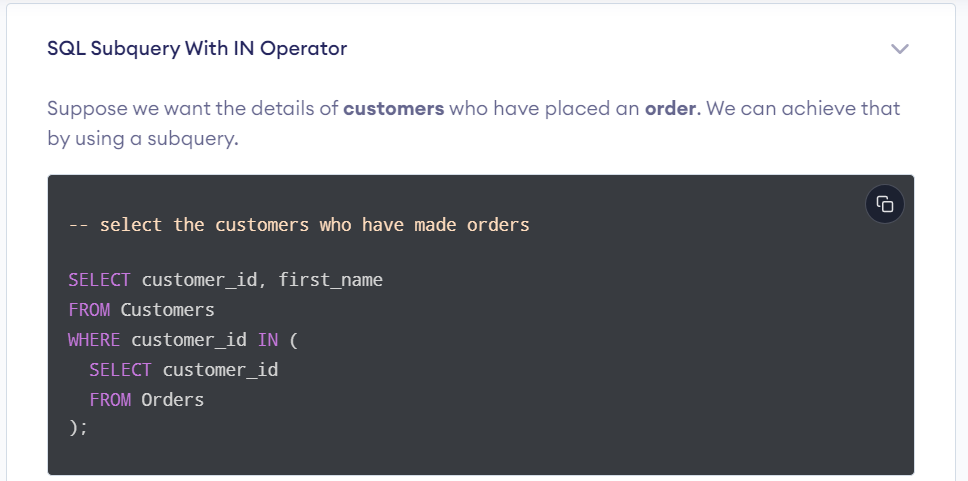 SQL Subquery With IN Operator
Suppose we want the details of customers who have placed an order. We can achieve that
by using a subquery.
-- select the customers who have made orders
SELECT customer_id, first_name
FROM Customers
WHERE customer_id IN (
  SELECT customer_id
  FROM Orders
);